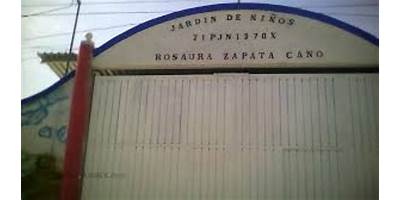 JARDIN DE NIÑOS
21PJN1370X
ROSAURA ZAPATA CANO